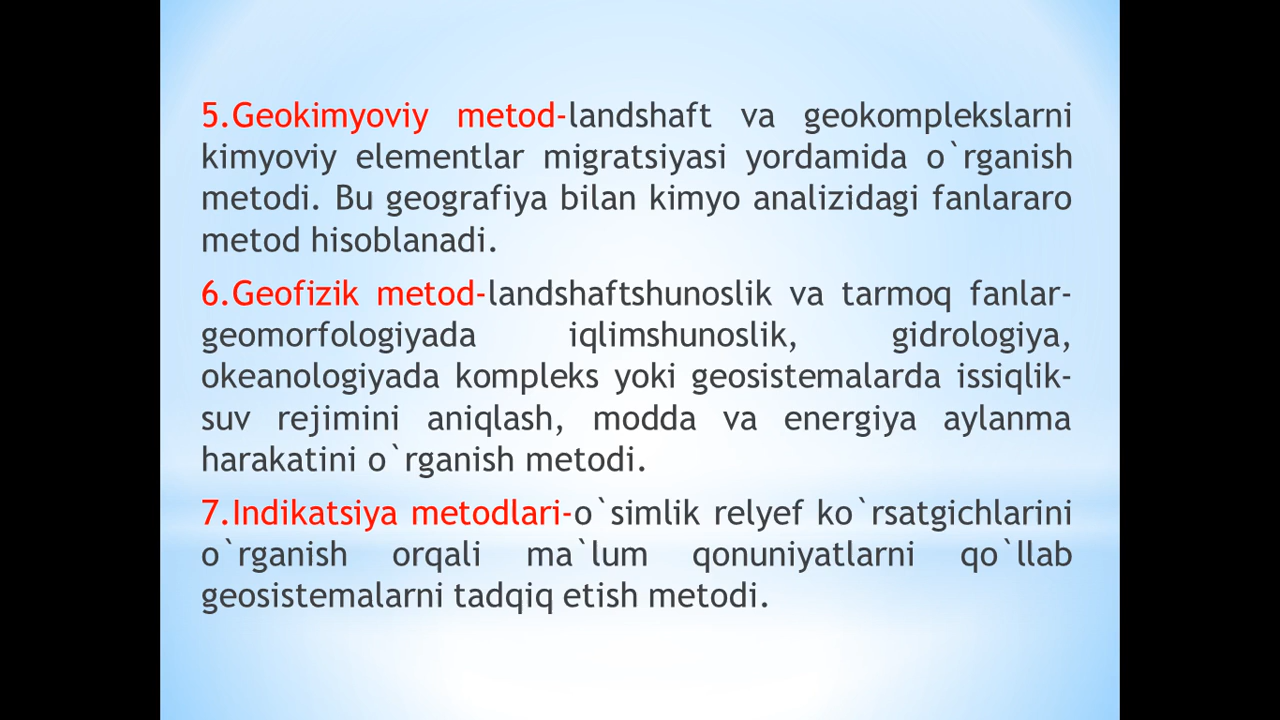 5.Geokimyoviy metod-landshaft va geokomplekslarni
kimyoviy elementlar migratsiyasi yordamida o`rganish
metodi. Bu geografiya bilan kimyo analizidagi fanlararo
metod hisoblanadi.
6.Geofizik metod-landshaftshunoslik va tarmoq fanlar-
geomorfologiyada iqlimshunoslik, gidrologiya,
okeanologiyada kompleks yoki geosistemalarda issiqlik-
suv rejimini aniqlash, modda va energiya aylanma
harakatini o`rganish metodi.
7.Indikatsiya metodlari-o`simlik relyef ko`rsatgichlarini
o`rganish orqali ma`lum qonuniyatlarni qo`llab
geosistemalarni tadqiq etish metodi.